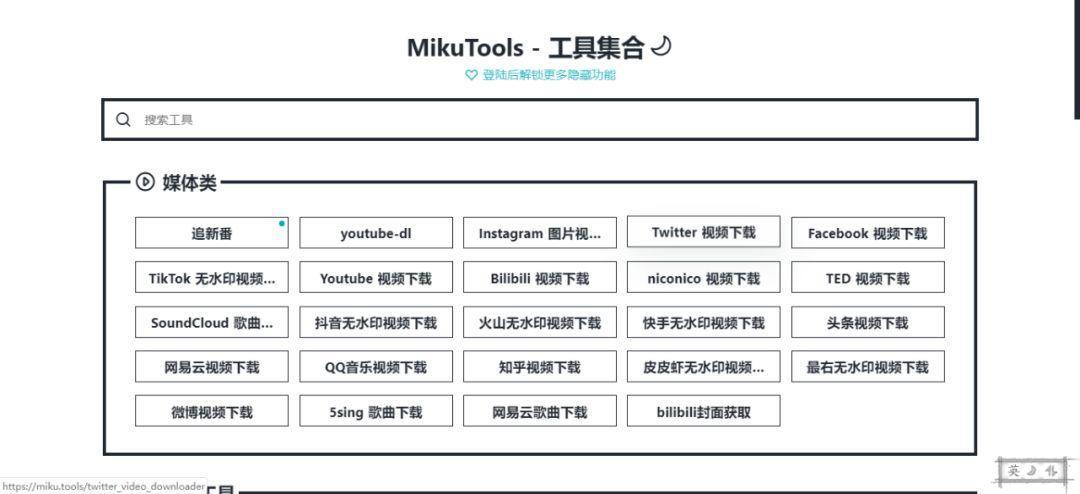 MikuTools - 工具集合
登陆后解锁更多隐藏功能
搜索工具
媒体类
追新番
youtube-dl
Instagram 图片视...
Twitter 视频下载
Facebook 视频下载
TikTok 无水印视频...
Youtube 视频下载
Bilibili 视频下载
niconico 视频下载
TED 视频下载
SoundCloud 歌曲...
抖音无水印视频下载
火山无水印视频下载
快手无水印视频下载
头条视频下载
网易云视频下载
QQ音乐视频下载
知乎视频下载
皮皮虾无水印视频...
最右无水印视频下载
微博视频下载
5sing 歌曲下载
网易云歌曲下载
bilibili封面获取
英
https://miku.tools/twitter_video_downloader